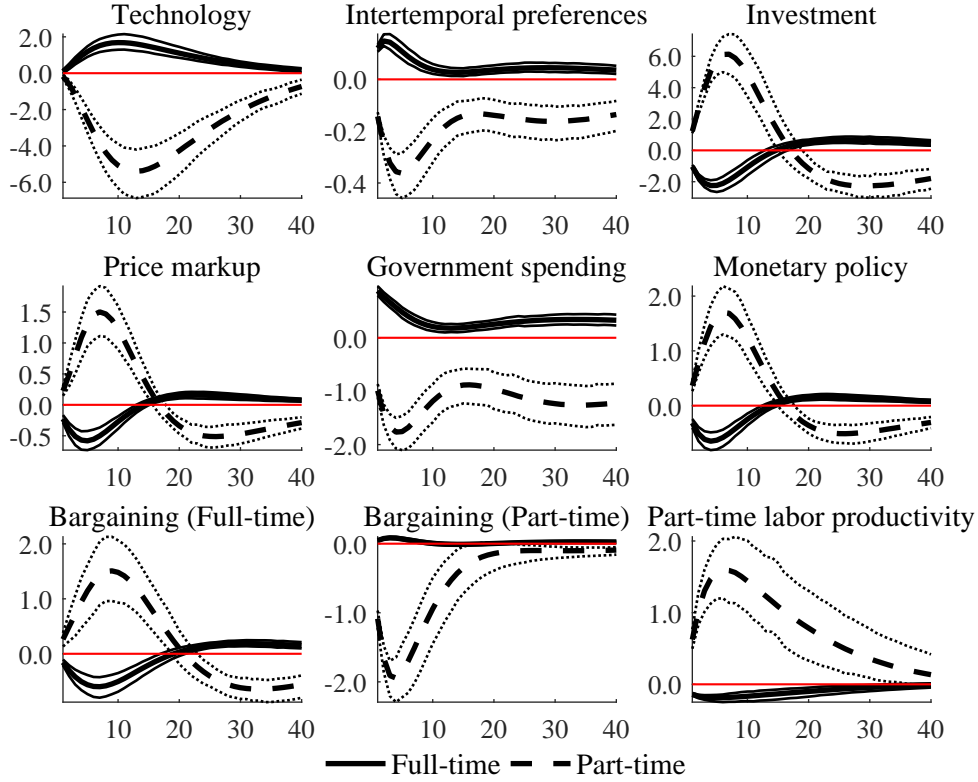 Technology
2.0
0.0
-2.0
-4.0
-6.0
10 20 30 40
Intertemporal preferences
0.0
-0.2
-0.4
10 20 30 40
Investment
6.0
4.0
2.0
0.0
-2.0
10 20 30 40
Price markup
1.5
1.0
0.5
0.0
-0.5
10 20 30 40
Government spending
0.0
-1.0
-2.0
10 20 30 40
Monetary policy
2.0
1.0
0.0
10 20 30 40
Bargaining (Full-time)
2.0
1.0
0.0
10 20 30 40
Bargaining (Part-time)
0.0
-1.0
-2.0
10 20 30 40
Part-time labor productivity
2.0
1.0
0.0
10 20 30 40
Full-time Part-time